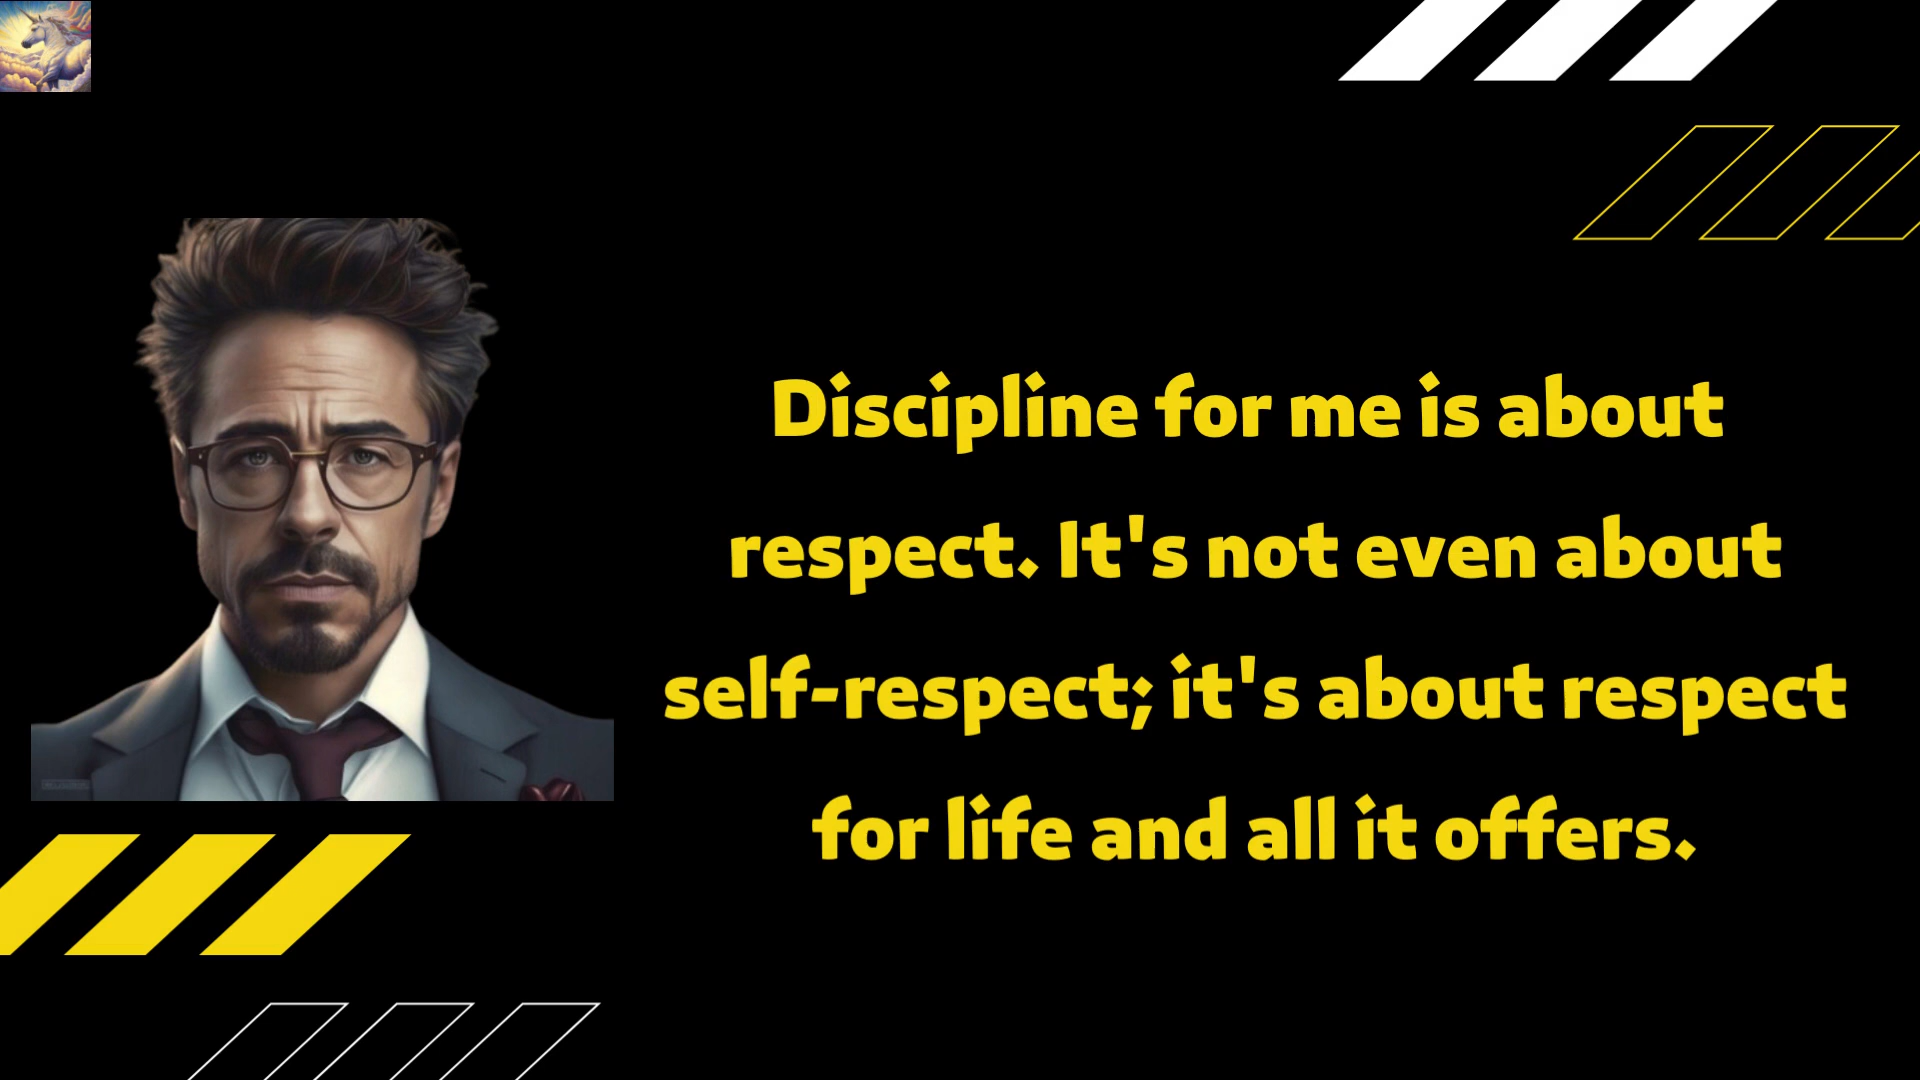 Discipline for me is about
respect. It's not even about
self-respect; it's about respect
for life and all it offers.